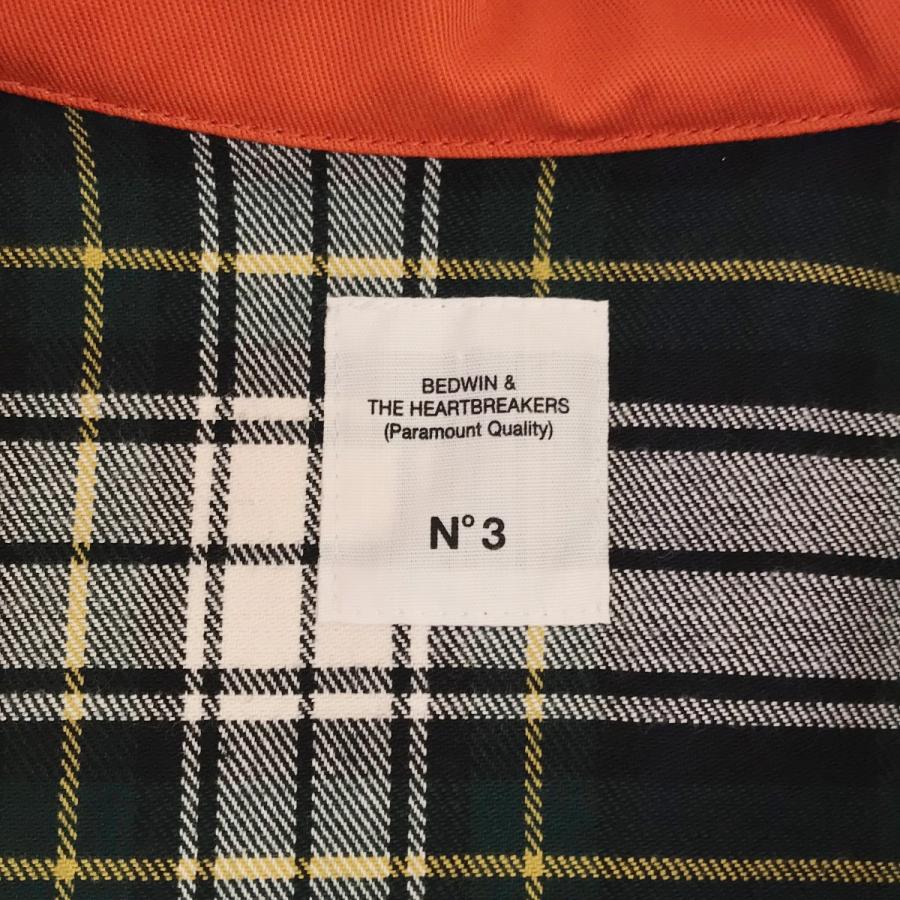 BEDWIN &
THE HEARTBREAKERS
(Paramount Quality)
N° 3